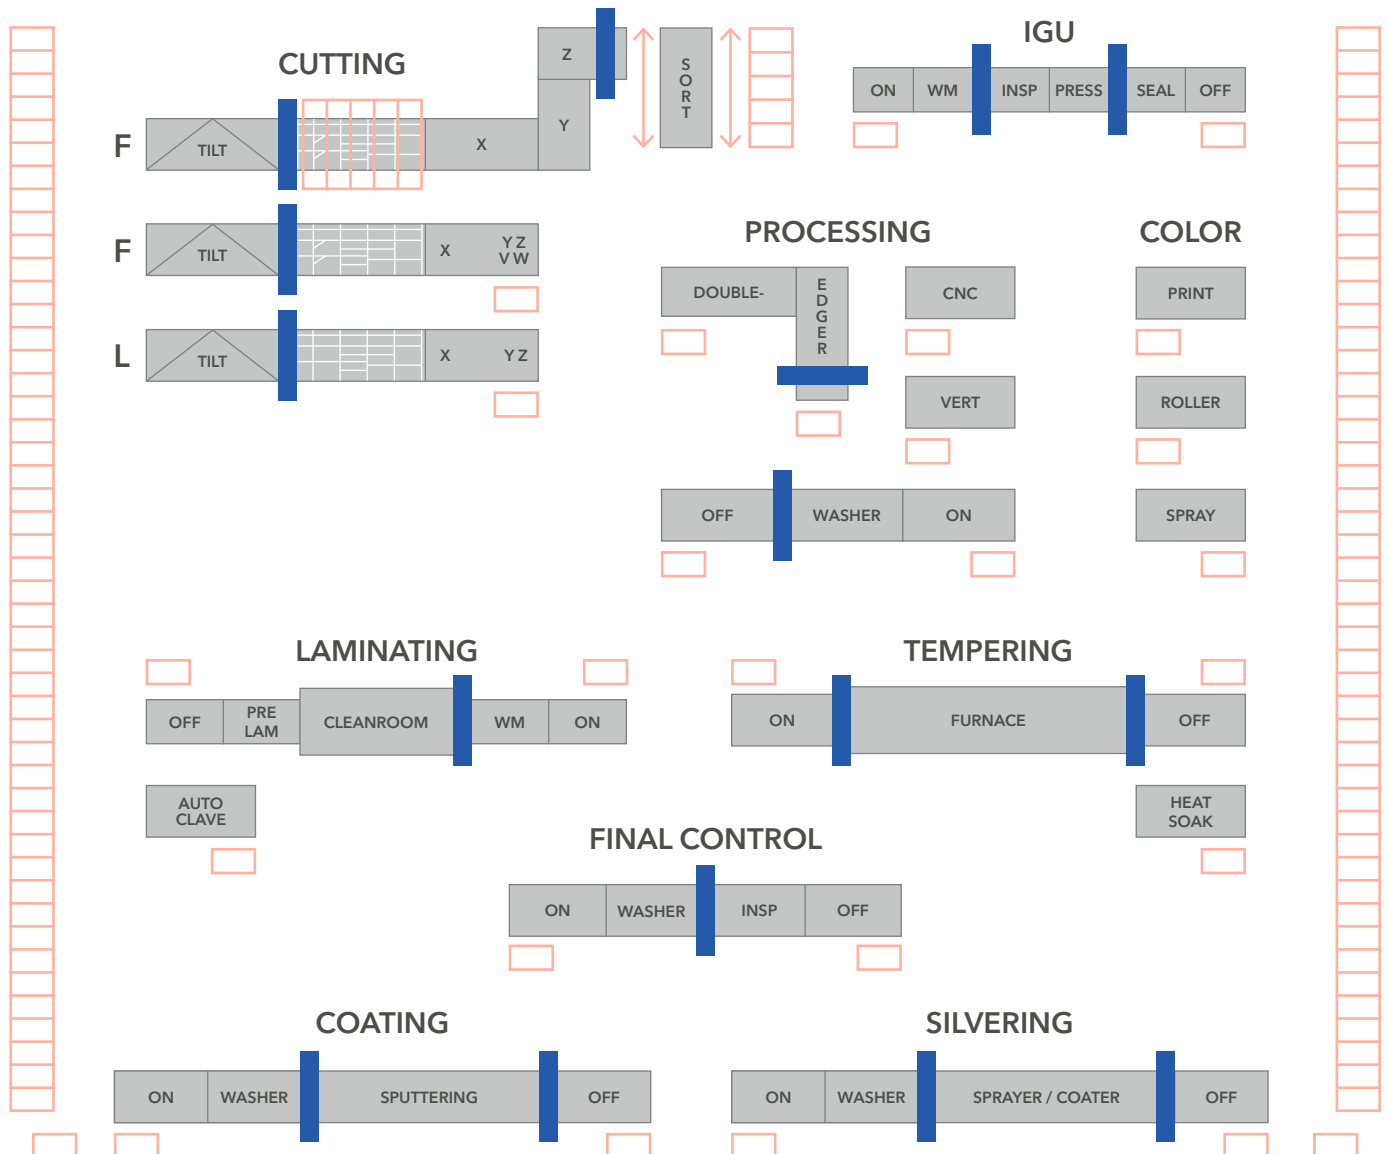 CUTTING
F
TILT
X
Y
Z
SORT
F
TILT
X
Y Z
V W
L
TILT
X
Y Z
IGU
ON WM INSP PRESS SEAL OFF
PROCESSING
DOUBLE-
EDGER
CNC
VERT
OFF WASHER ON
COLOR
PRINT
ROLLER
SPRAY
LAMINATING
OFF
PRE
LAM
CLEANROOM
WM
ON
AUTO
CLAVE
TEMPERING
ON FURNACE OFF
HEAT
SOAK
FINAL CONTROL
ON WASHER INSP OFF
COATING
ON WASHER SPUTTERING OFF
SILVERING
ON WASHER SPRAYER / COATER OFF